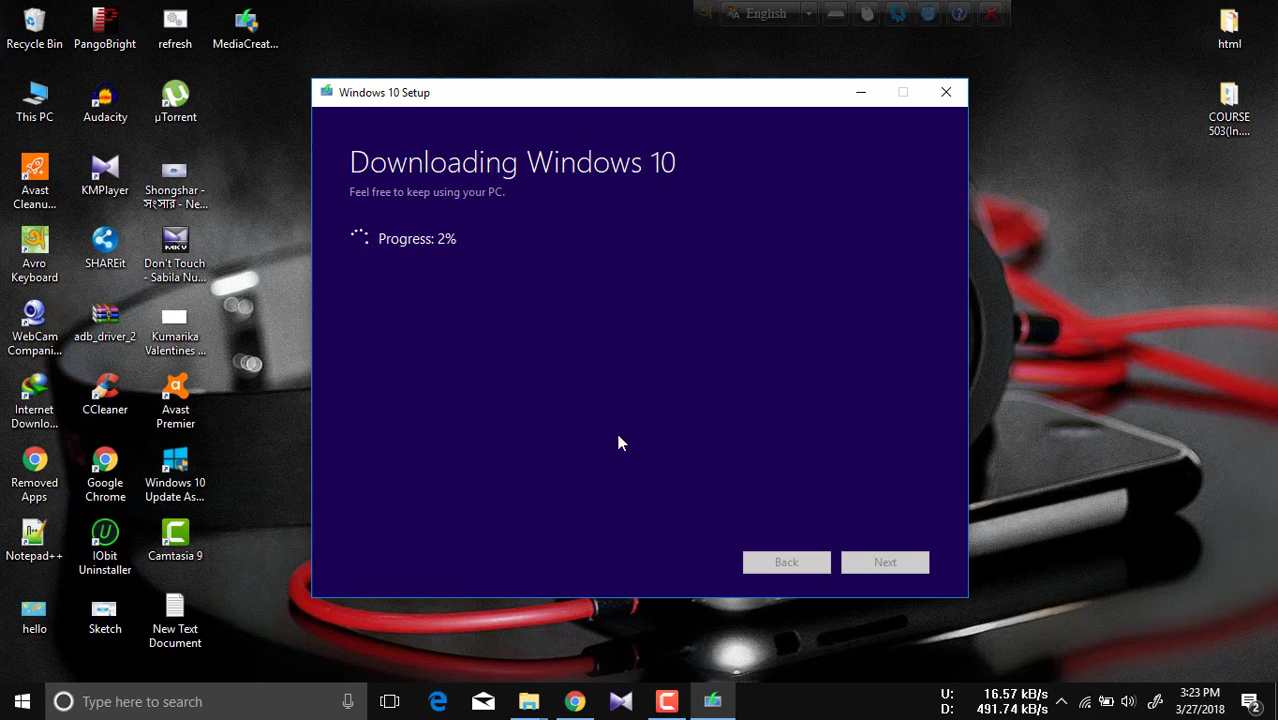 Recycle Bin
PangoBright
refresh
MediaCreat...
English
html
This PC
Audacity
µTorrent
COURSE
503(In....
Avast
Cleanu...
KMPlayer
Shongshar -
সংসার - Ne...
Avro
Keyboard
SHAREit
MKV
Don't Touch
- Sabila Nu...
WebCam
Compani...
adb_driver_2
Kumarika
Valentines ...
Internet
Downlo...
CCleaner
Avast
Premier
Removed
Apps
Google
Chrome
Windows 10
Update As...
Notepad++
IObit
Uninstaller
Camtasia 9
hello
Sketch
New Text
Document
Windows 10 Setup
Downloading Windows 10
Feel free to keep using your PC.
Progress: 2%
Back
Next
Type here to search
U: 16.57 kB/s
D: 491.74 kB/s
3:23 PM
3/27/2018
2